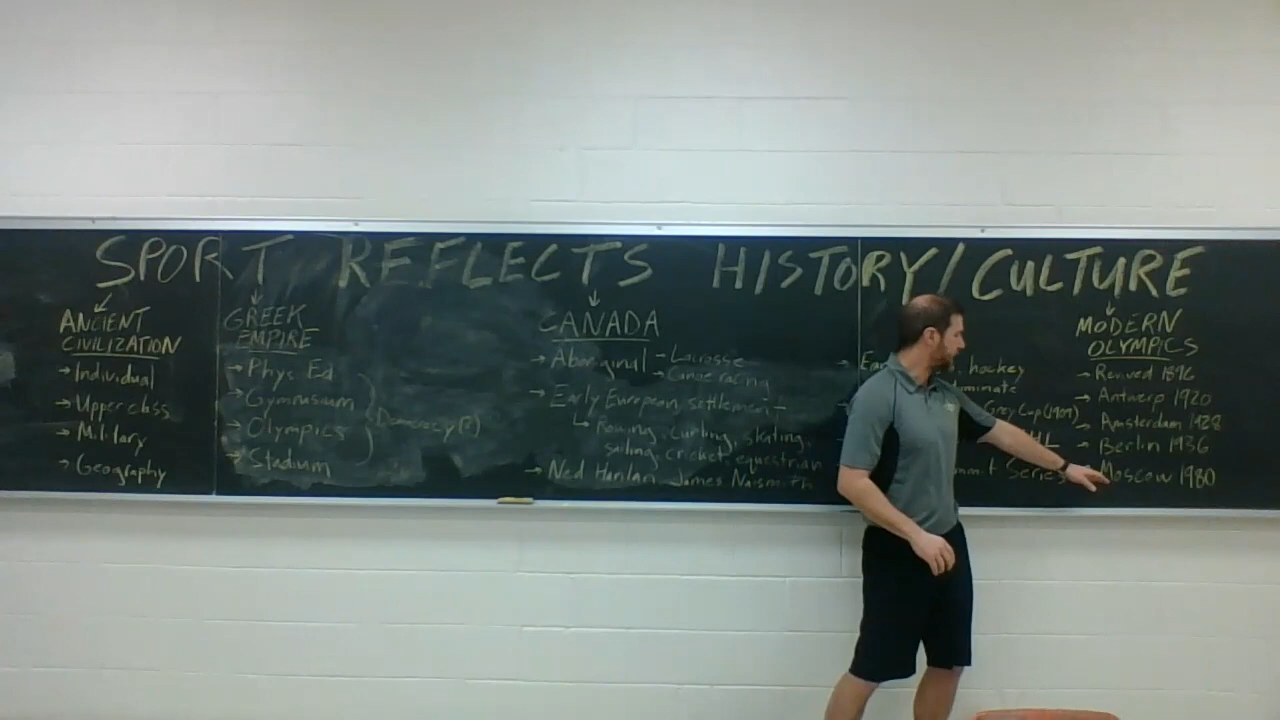 SPORT REFLECTS HISTORY/CULTURE
ANCIENT
CIVILIZATION
→ Individual
→ Upper class
→ Military
→ Geography
GREEK
EMPIRE
→ Phys. Ed
→ Gymnasium
→ Olympics
→ Stadium
Democracy(?)
CANADA
→ Aboriginal → Lacrosse
→ Canoe racing
→ Early European settlement →
↳ Rowing, curling, skating,
sailing, cricket, equestrian
→ Ned Hanlan, James Naismith
hockey
Grey Cup (1909)
Series
MODERN
OLYMPICS
→ Revived 1896
→ Antwerp 1920
→ Amsterdam 1928
→ Berlin 1936
Moscow 1980